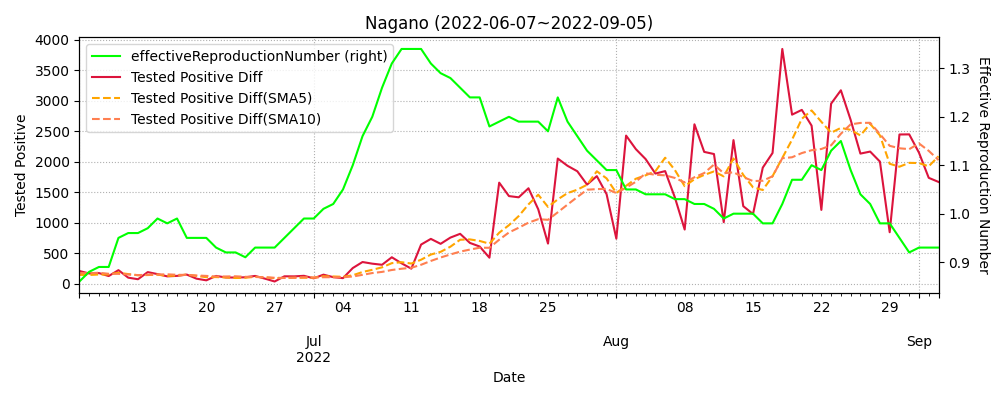 Nagano (2022-06-07~2022-09-05)
effectiveReproductionNumber (right)
Tested Positive Diff
Tested Positive Diff(SMA5)
Tested Positive Diff(SMA10)
Tested Positive
4000
3500
3000
2500
2000
1500
1000
500
0
1.3
1.2
1.1
1.0
0.9
Effective Reproduction Number
13 20 27 04 11 18 25 08 15 22 29
Jul Aug Sep
2022
Date